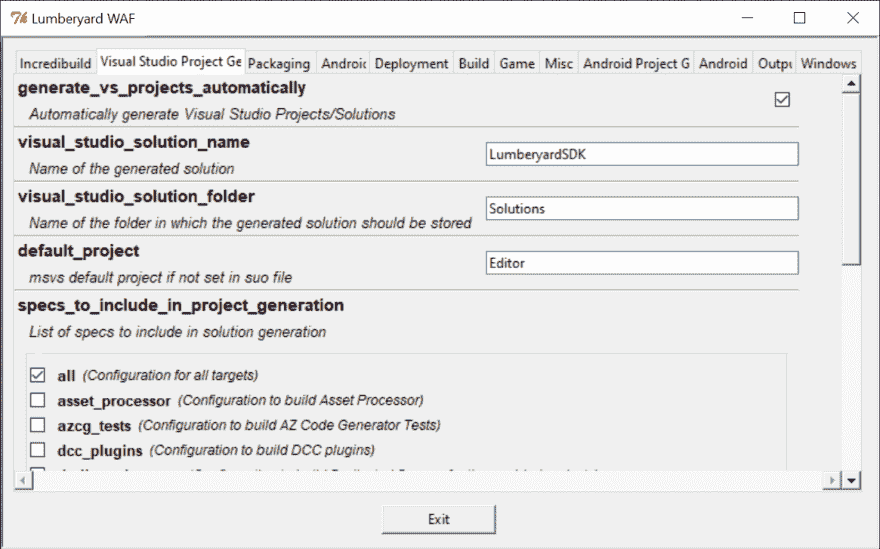 Lumberyard WAF
Incredibuild Visual Studio Project Ge Packaging Android Deployment Build Game Misc Android Project G Android Outpu Windows
generate_vs_projects_automatically
Automatically generate Visual Studio Projects/Solutions
visual_studio_solution_name
LumberyardSDK
Name of the generated solution
visual_studio_solution_folder
Solutions
Name of the folder in which the generated solution should be stored
default_project
Editor
msvs default project if not set in suo file
specs_to_include_in_project_generation
List of specs to include in solution generation
all (Configuration for all targets)
asset_processor (Configuration to build Asset Processor)
azcg_tests (Configuration to build AZ Code Generator Tests)
dcc_plugins (Configuration to build DCC plugins)
Exit